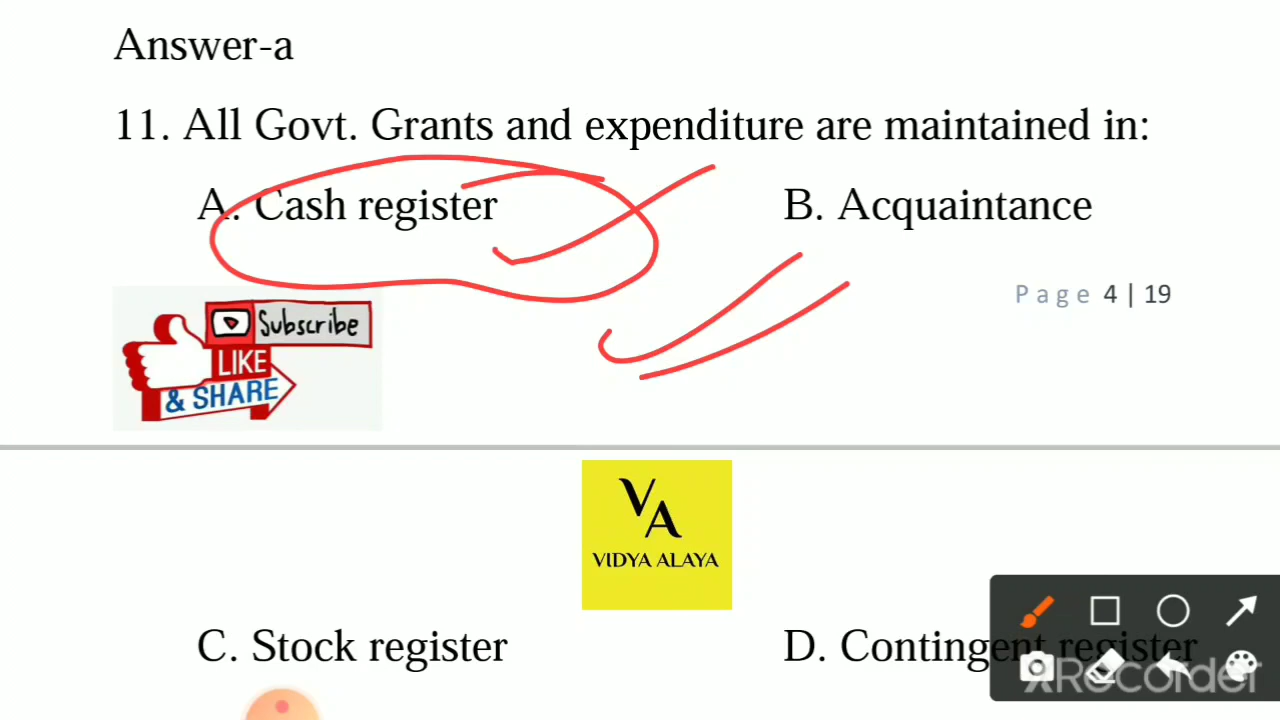 Answer-a
11. All Govt. Grants and expenditure are maintained in:
A. Cash register B. Acquaintance
Page 4 | 19
Subscribe
LIKE
& SHARE
VA
VIDYA ALAYA
C. Stock register D. Contingent register
XRecorder